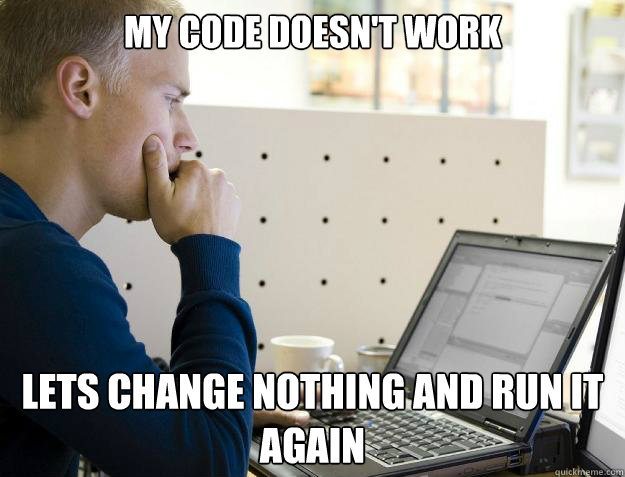 MY CODE DOESN'T WORK
LETS CHANGE NOTHING AND RUN IT
AGAIN
quickmeme.com